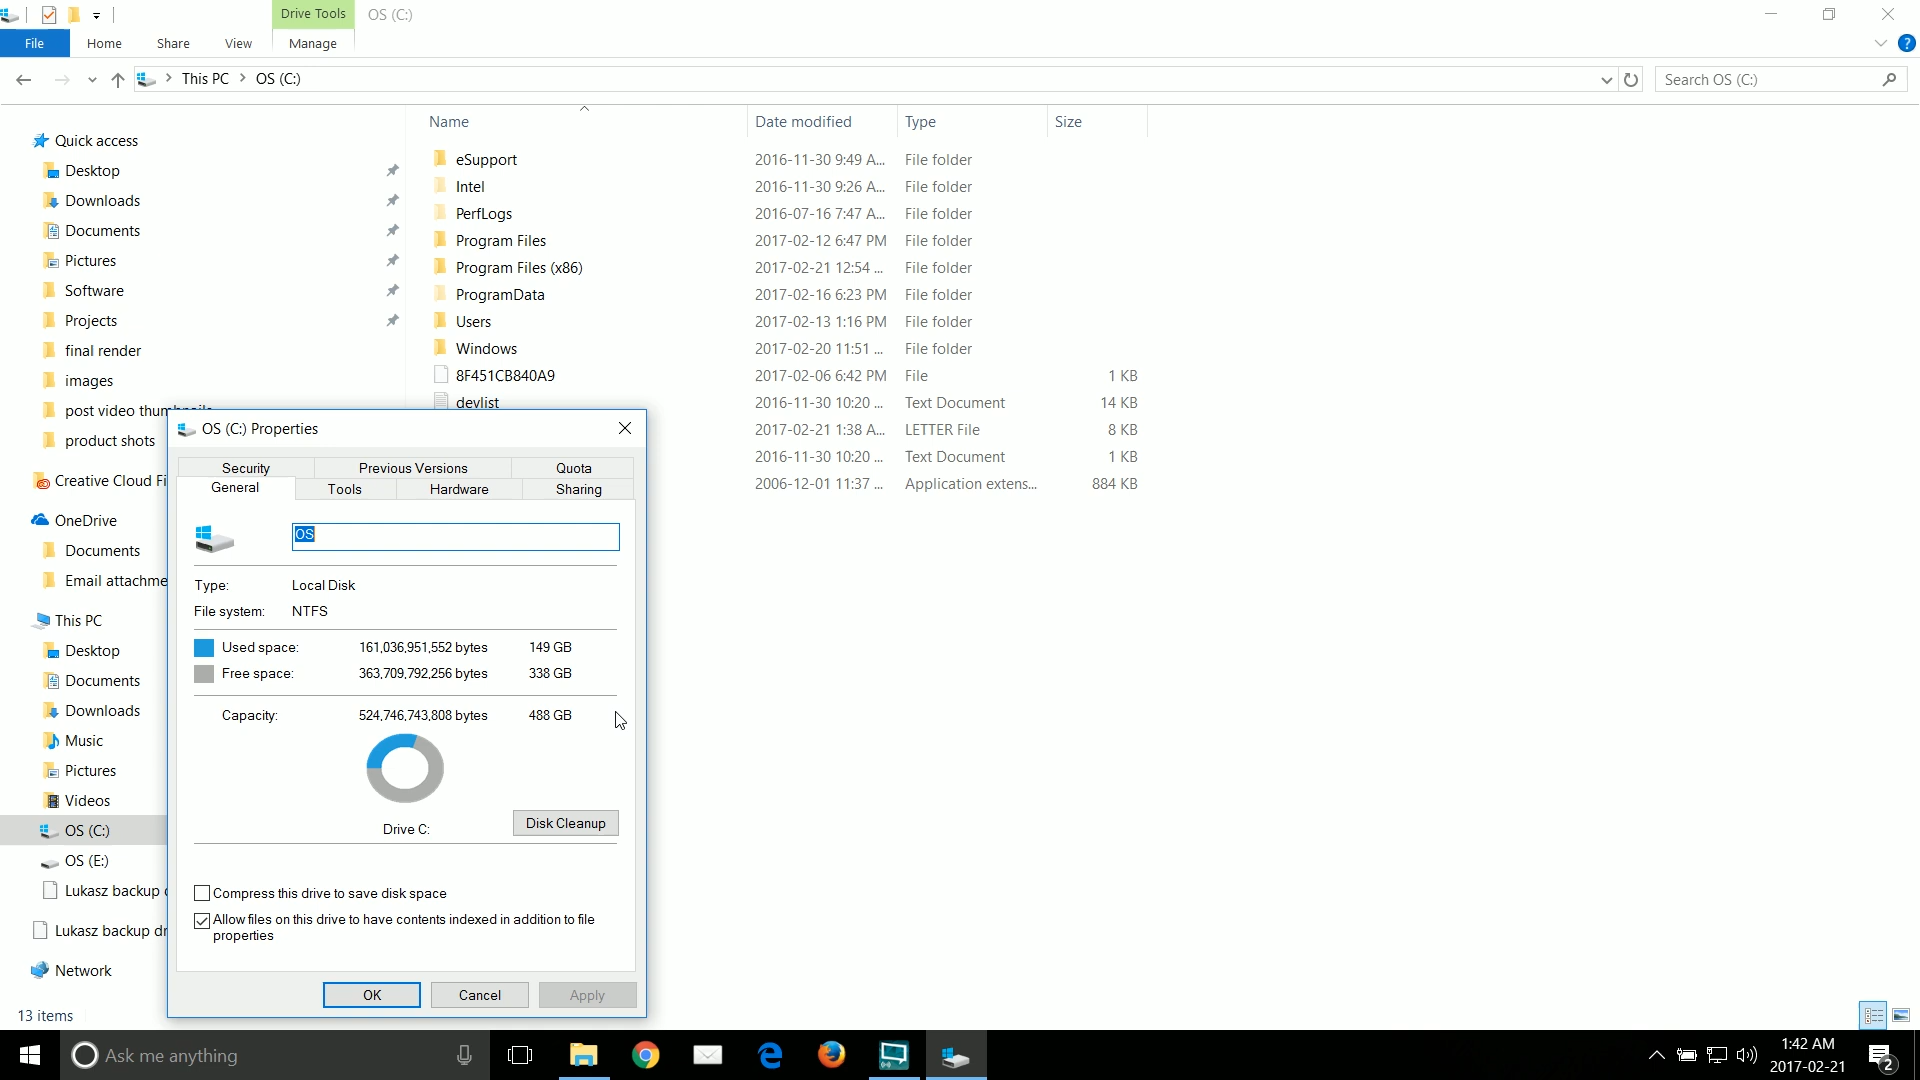 Drive Tools
OS (C:)
File
Home
Share
View
Manage
This PC
OS (C:)
Search OS (C:)
Name
Date modified
Type
Size
Quick access
Desktop
Downloads
Documents
Pictures
Software
Projects
final render
images
post video
product shots
Creative Cloud
OneDrive
Documents
Email
This PC
Desktop
Documents
Downloads
Music
Pictures
Videos
OS (C:)
OS (E:)
Lukasz backup
Lukasz backup
Network
eSupport 2016-11-30 9:49 A... File folder
Intel 2016-11-30 9:26 A... File folder
PerfLogs 2016-07-16 7:47 A... File folder
Program Files 2017-02-12 6:47 PM File folder
Program Files (x86) 2017-02-21 12:54 ... File folder
ProgramData 2017-02-16 6:23 PM File folder
Users 2017-02-13 1:16 PM File folder
Windows 2017-02-20 11:51 ... File folder
8F451CB840A9 2017-02-06 6:42 PM File 1 KB
devlist 2016-11-30 10:20 ... Text Document 14 KB
2017-02-21 1:38 A... LETTER File 8 KB
2016-11-30 10:20 ... Text Document 1 KB
2006-12-01 11:37 ... Application extens... 884 KB
OS (C:) Properties
Security
Previous Versions
Quota
General
Tools
Hardware
Sharing
OS
Type: Local Disk
File system: NTFS
Used space: 161,036,951,552 bytes 149 GB
Free space: 363,709,792,256 bytes 338 GB
Capacity: 524,746,743,808 bytes 488 GB
Drive C:
Disk Cleanup
Compress this drive to save disk space
Allow files on this drive to have contents indexed in addition to file
properties
OK
Cancel
Apply
13 items
Ask me anything
1:42 AM
2017-02-21
2